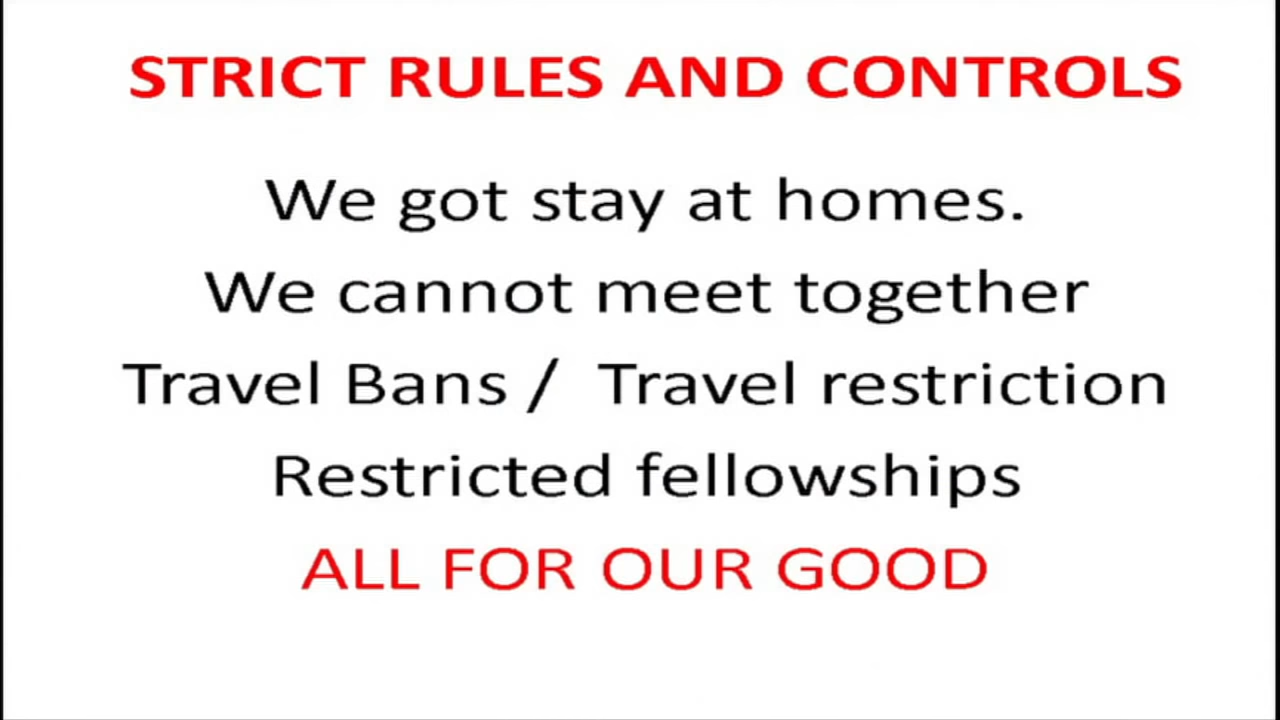 STRICT RULES AND CONTROLS
We got stay at homes.
We cannot meet together
Travel Bans / Travel restriction
Restricted fellowships
ALL FOR OUR GOOD